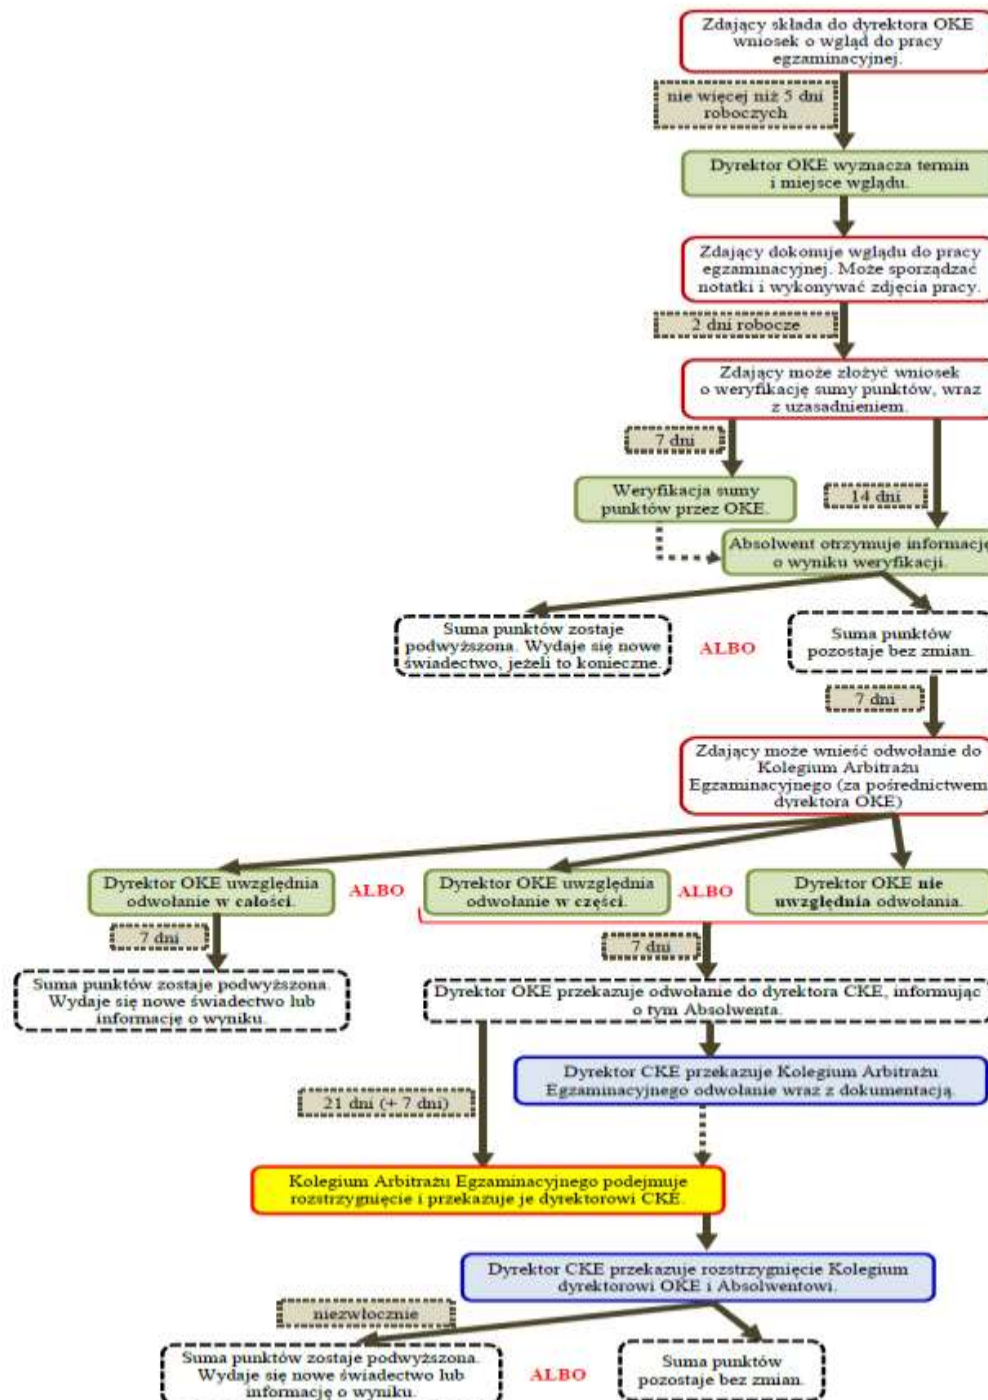 Zdający składa do dyrektora OKE
wniosek o wgląd do pracy
egzaminacyjnej.
nie więcej niż 5 dni
roboczych
Dyrektor OKE wyznacza termin
i miejsce wglądu.
Zdający dokonuje wglądu do pracy
egzaminacyjnej. Może sporządzać
notatki i wykonywać zdjęcia pracy.
2 dni robocze
Zdający może złożyć wniosek
o weryfikację sumy punktów, wraz
z uzasadnieniem.
7 dni
14 dni
Weryfikacja sumy
punktów przez OKE.
Absolwent otrzymuje informację
o wyniku weryfikacji.
Suma punktów zostaje
podwyższona. Wydaje się nowe
świadectwo, jeżeli to konieczne.
ALBO
Suma punktów
pozostaje bez zmian.
7 dni
Zdający może wnieść odwołanie do
Kolegium Arbitrażu
Egzaminacyjnego (za pośrednictwem
dyrektora OKE)
Dyrektor OKE uwzględnia
odwołanie w całości.
ALBO
Dyrektor OKE uwzględnia
odwołanie w części.
ALBO
Dyrektor OKE nie
uwzględnia odwołania.
7 dni
7 dni
Suma punktów zostaje podwyższona.
Wydaje się nowe świadectwo lub
informację o wyniku.
Dyrektor OKE przekazuje odwołanie do dyrektora CKE, informując
o tym Absolwenta.
Dyrektor CKE przekazuje Kolegium Arbitrażu
Egzaminacyjnego odwołanie wraz z dokumentacją.
21 dni (+ 7 dni)
Kolegium Arbitrażu Egzaminacyjnego podejmuje
rozstrzygnięcie i przekazuje je dyrektorowi CKE.
Dyrektor CKE przekazuje rozstrzygnięcie Kolegium
dyrektorowi OKE i Absolwentowi.
niezwłocznie
Suma punktów zostaje podwyższona.
Wydaje się nowe świadectwo lub
informację o wyniku.
ALBO
Suma punktów
pozostaje bez zmian.